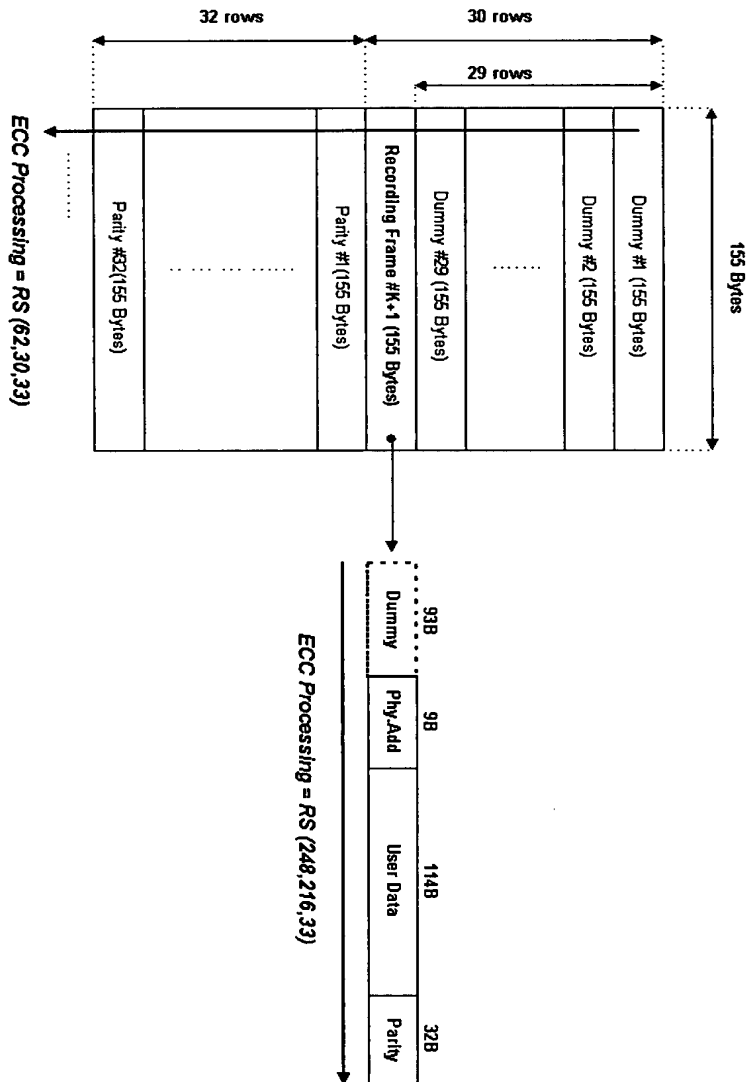 155 Bytes
30 rows
29 rows
32 rows
Dummy #1 (155 Bytes)
Dummy #2 (155 Bytes)
........
Dummy #29 (155 Bytes)
Recording Frame #K+1 (155 Bytes)
Parity #1 (155 Bytes)
... ... ... ... ...
Parity #32(155 Bytes)
ECC Processing = RS (62,30,33)
93B
9B
114B
32B
Dummy
Phy.Add
User Data
Parity
ECC Processing = RS (248,216,33)